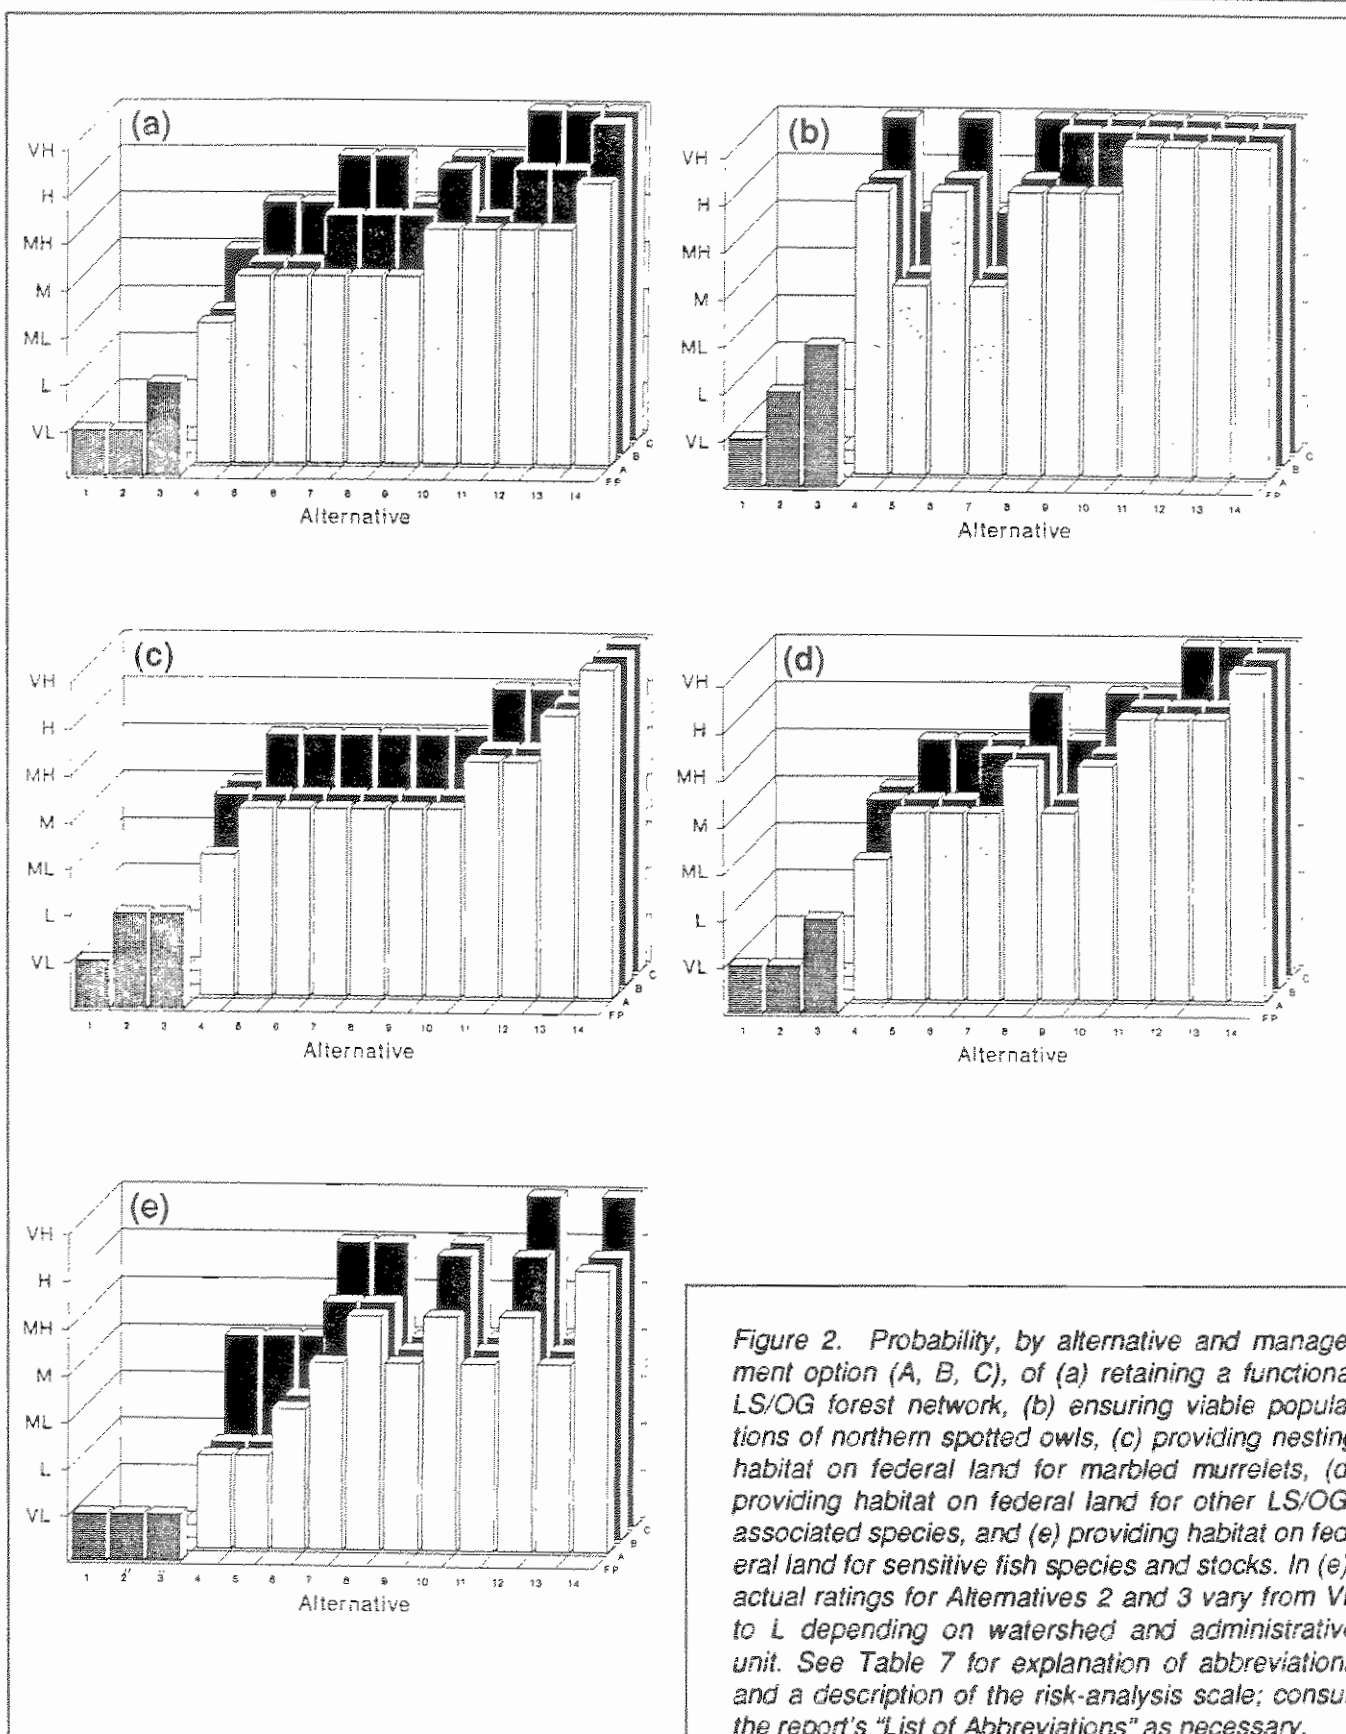 (a)
VH
H
MH
M
ML
L
VL
1 2 3 4 5 6 7 8 9 10 11 12 13 14
FP
A
B
C
Alternative
(b)
VH
H
MH
M
ML
L
VL
1 2 3 4 5 6 7 8 9 10 11 12 13 14
FP
A
B
C
Alternative
(c)
VH
H
MH
M
ML
L
VL
1 2 3 4 5 6 7 8 9 10 11 12 13 14
FP
A
B
C
Alternative
(d)
VH
H
MH
M
ML
L
VL
1 2 3 4 5 6 7 8 9 10 11 12 13 14
FP
A
B
C
Alternative
(e)
VH
H
MH
M
ML
L
VL
1 2 3 4 5 6 7 8 9 10 11 12 13 14
FP
A
B
C
Alternative
Figure 2. Probability, by alternative and manage-
ment option (A, B, C), of (a) retaining a functiona
LS/OG forest network, (b) ensuring viable popula
tions of northern spotted owls, (c) providing nesting
habitat on federal land for marbled murrelets, (d
providing habitat on federal land for other LS/OG
associated species, and (e) providing habitat on fed
eral land for sensitive fish species and stocks. In (e)
actual ratings for Alternatives 2 and 3 vary from VL
to L depending on watershed and administrative
unit. See Table 7 for explanation of abbreviation
and a description of the risk-analysis scale; consul
the report's "List of Abbreviations" as necessary.